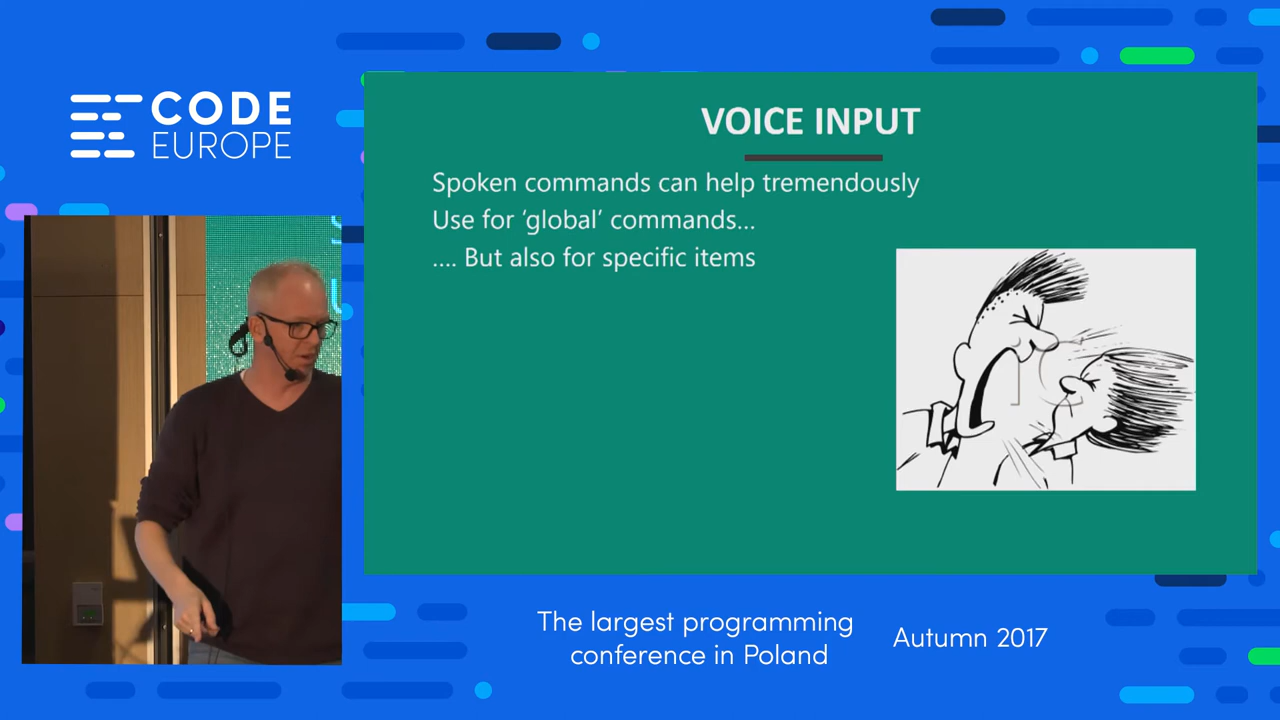 CODE
EUROPE
VOICE INPUT
Spoken commands can help tremendously
Use for ‘global’ commands...
.... But also for specific items
The largest programming
conference in Poland
Autumn 2017